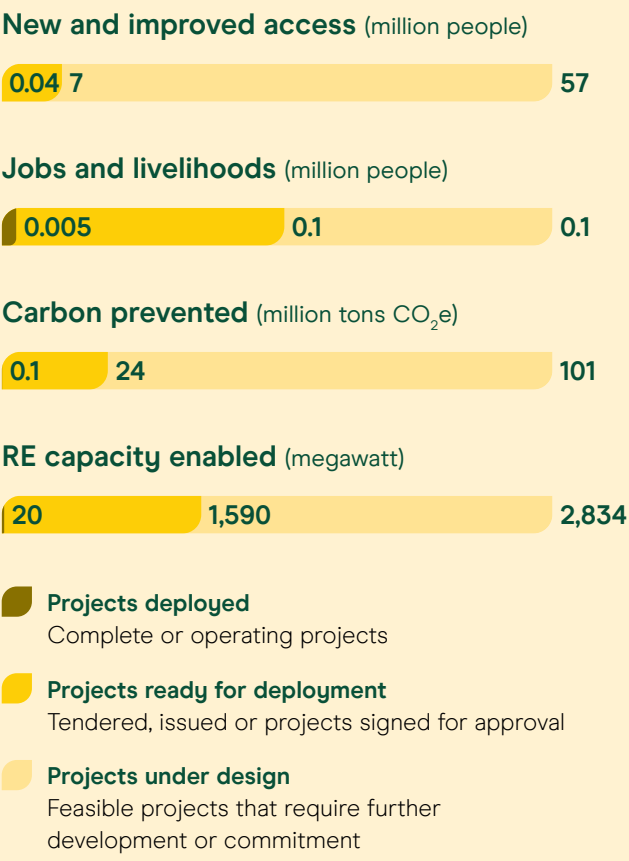 New and improved access (million people)
0.04 7 57
Jobs and livelihoods (million people)
0.005 0.1 0.1
Carbon prevented (million tons CO₂e)
0.1 24 101
RE capacity enabled (megawatt)
20 1,590 2,834
Projects deployed
Complete or operating projects
Projects ready for deployment
Tendered, issued or projects signed for approval
Projects under design
Feasible projects that require further
development or commitment